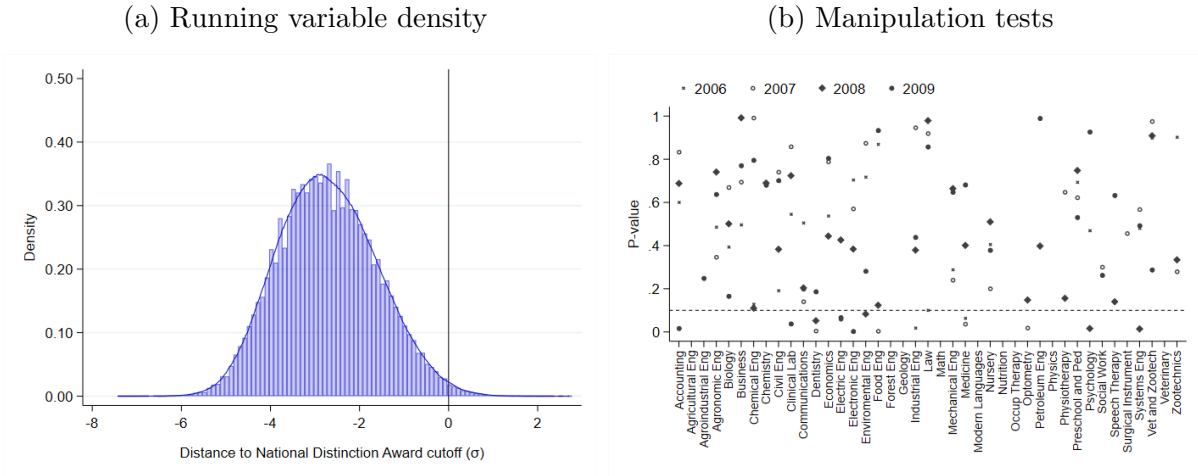 (a) Running variable density
(b) Manipulation tests
0.50
0.40
0.30
0.20
0.10
0.00
Density
-8
-6
-4
-2
0
2
Distance to National Distinction Award cutoff (σ)
2006
2007
2008
2009
1
.8
.6
.4
.2
0
P-value
Accounting
Agricultural Eng
Agroindustrial Eng
Agronomic Eng
Biology
Business
Chemical Eng
Chemistry
Civil Eng
Clinical Lab
Communications
Dentistry
Economics
Electric Eng
Electronic Eng
Enviromental Eng
Food Eng
Forest Eng
Geology
Industrial Eng
Law
Math
Mechanical Eng
Medicine
Modern Languages
Nursery
Nutrition
Occup Therapy
Optometry
Petroleum Eng
Physics
Physiotherapy
Preschool and Ped
Psychology
Social Work
Speech Therapy
Surgical Instrument
Systems Eng
Vet and Zootech
Veterinary
Zootechnics